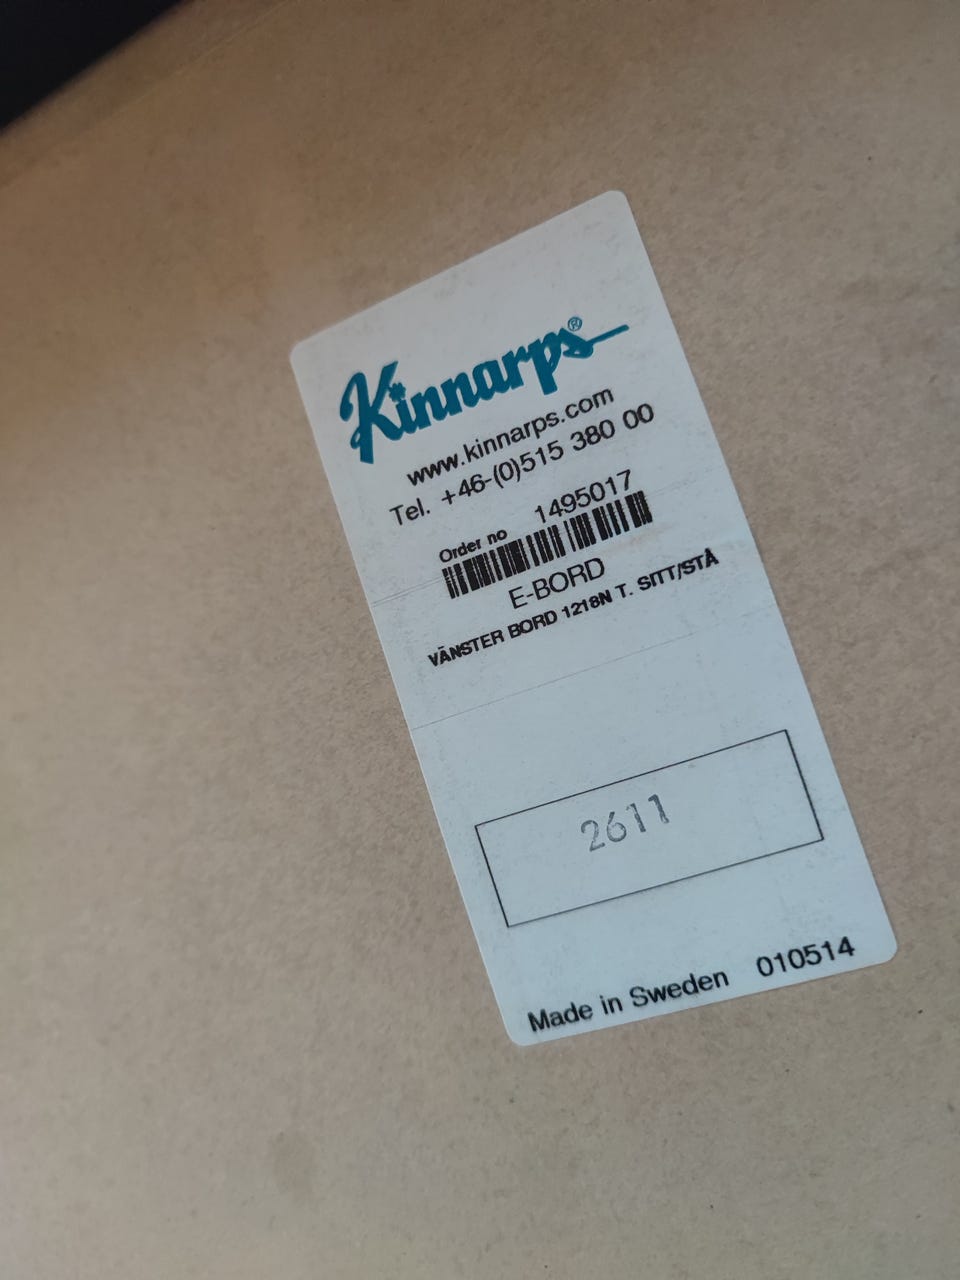 Kinnarps®
www.kinnarps.com
Tel. +46-(0)515 380 00
Order no 1495017
E-BORD
VÄNSTER BORD 1218N T. SITT/STÅ
2611
Made in Sweden 010514